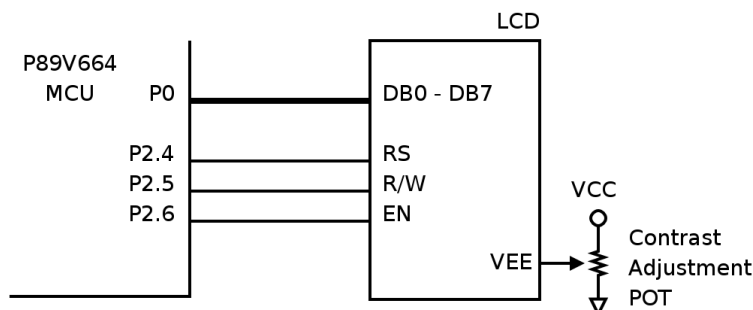 LCD
P89V664
MCU
P0
DB0 - DB7
P2.4
RS
P2.5
R/W
P2.6
EN
VCC
VEE
Contrast
Adjustment
POT